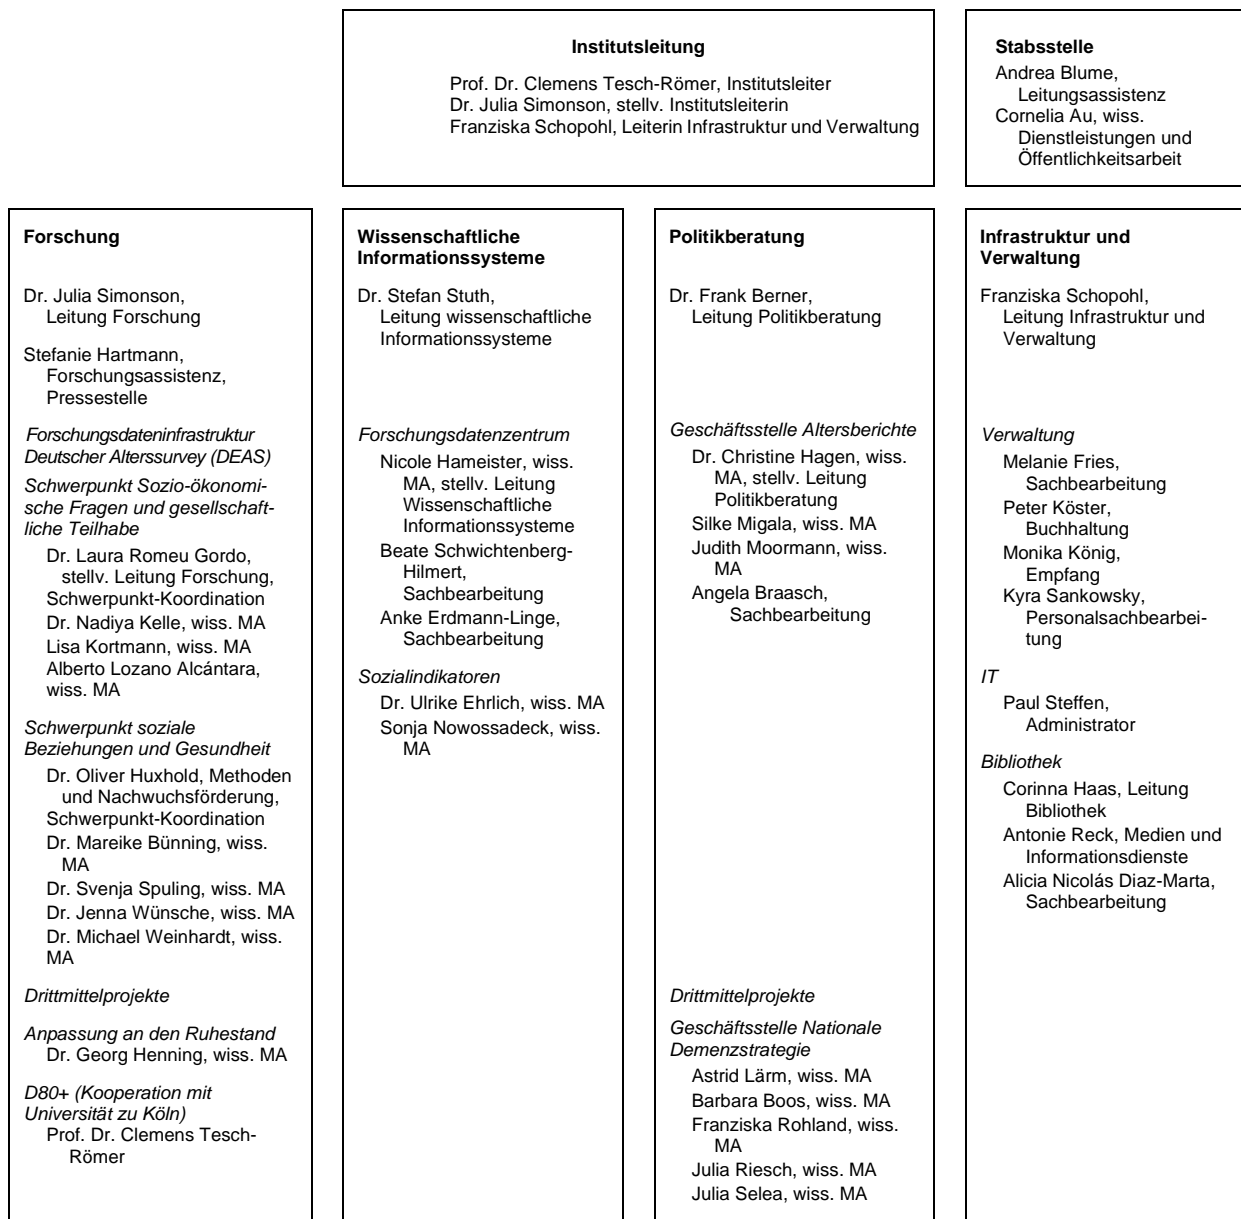 Institutsleitung
Prof. Dr. Clemens Tesch-Römer, Institutsleiter
Dr. Julia Simonson, stellv. Institutsleiterin
Franziska Schopohl, Leiterin Infrastruktur und Verwaltung
Stabsstelle
Andrea Blume,
Leitungsassistenz
Cornelia Au, wiss.
Dienstleistungen und
Öffentlichkeitsarbeit
Forschung
Dr. Julia Simonson,
Leitung Forschung
Stefanie Hartmann,
Forschungsassistenz,
Pressestelle
Forschungsdateninfrastruktur
Deutscher Alterssurvey (DEAS)
Schwerpunkt Sozio-ökonomi-
sche Fragen und gesellschaft-
liche Teilhabe
Dr. Laura Romeu Gordo,
stellv. Leitung Forschung,
Schwerpunkt-Koordination
Dr. Nadiya Kelle, wiss. MA
Lisa Kortmann, wiss. MA
Alberto Lozano Alcántara,
wiss. MA
Schwerpunkt soziale
Beziehungen und Gesundheit
Dr. Oliver Huxhold, Methoden
und Nachwuchsförderung,
Schwerpunkt-Koordination
Dr. Mareike Bünning, wiss.
MA
Dr. Svenja Spuling, wiss. MA
Dr. Jenna Wünsche, wiss. MA
Dr. Michael Weinhardt, wiss.
MA
Drittmittelprojekte
Anpassung an den Ruhestand
Dr. Georg Henning, wiss. MA
D80+ (Kooperation mit
Universität zu Köln)
Prof. Dr. Clemens Tesch-
Römer
Wissenschaftliche
Informationssysteme
Dr. Stefan Stuth,
Leitung wissenschaftliche
Informationssysteme
Forschungsdatenzentrum
Nicole Hameister, wiss.
MA, stellv. Leitung
Wissenschaftliche
Informationssysteme
Beate Schwichtenberg-
Hilmert,
Sachbearbeitung
Anke Erdmann-Linge,
Sachbearbeitung
Sozialindikatoren
Dr. Ulrike Ehrlich, wiss. MA
Sonja Nowossadeck, wiss.
MA
Politikberatung
Dr. Frank Berner,
Leitung Politikberatung
Geschäftsstelle Altersberichte
Dr. Christine Hagen, wiss.
MA, stellv. Leitung
Politikberatung
Silke Migala, wiss. MA
Judith Moormann, wiss.
MA
Angela Braasch,
Sachbearbeitung
Drittmittelprojekte
Geschäftsstelle Nationale
Demenzstrategie
Astrid Lärm, wiss. MA
Barbara Boos, wiss. MA
Franziska Rohland, wiss.
MA
Julia Riesch, wiss. MA
Julia Selea, wiss. MA
Infrastruktur und
Verwaltung
Franziska Schopohl,
Leitung Infrastruktur und
Verwaltung
Verwaltung
Melanie Fries,
Sachbearbeitung
Peter Köster,
Buchhaltung
Monika König,
Empfang
Kyra Sankowsky,
Personalsachbearbei-
tung
IT
Paul Steffen,
Administrator
Bibliothek
Corinna Haas, Leitung
Bibliothek
Antonie Reck, Medien und
Informationsdienste
Alicia Nicolás Diaz-Marta,
Sachbearbeitung